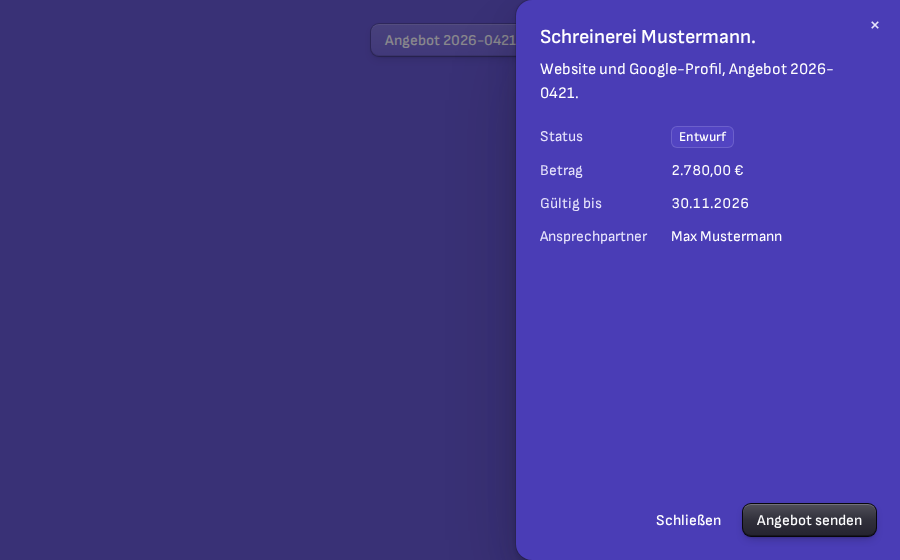 Angebot 2026-0421
×
Schreinerei Mustermann.
Website und Google-Profil, Angebot 2026-
0421.
Status Entwurf
Betrag 2.780,00 €
Gültig bis 30.11.2026
Ansprechpartner Max Mustermann
Schließen Angebot senden